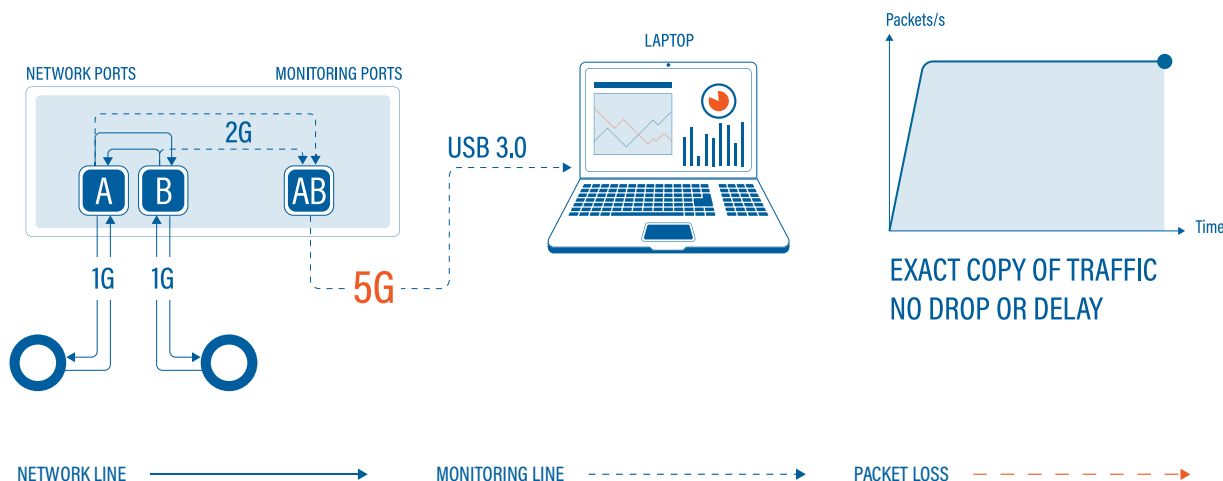 Packets/s
LAPTOP
NETWORK PORTS
MONITORING PORTS
2G
USB 3.0
A
B
AB
Time
1G
1G
5G
EXACT COPY OF TRAFFIC
NO DROP OR DELAY
NETWORK LINE
MONITORING LINE
PACKET LOSS